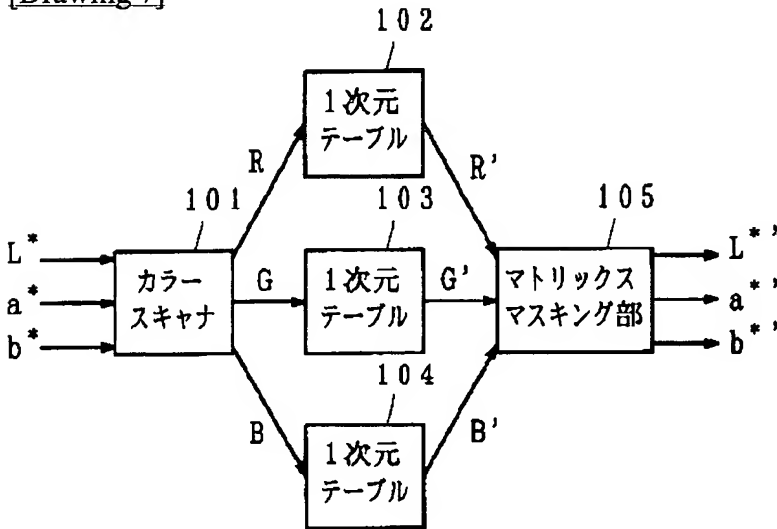 [Drawing 7]
102
1次元
テーブル
R
R'
101
103
105
L*
a*
b*
カラー
スキャナ
G
1次元
テーブル
G'
マトリックス
マスキング部
L*'
a*'
b*'
104
B
B'
1次元
テーブル